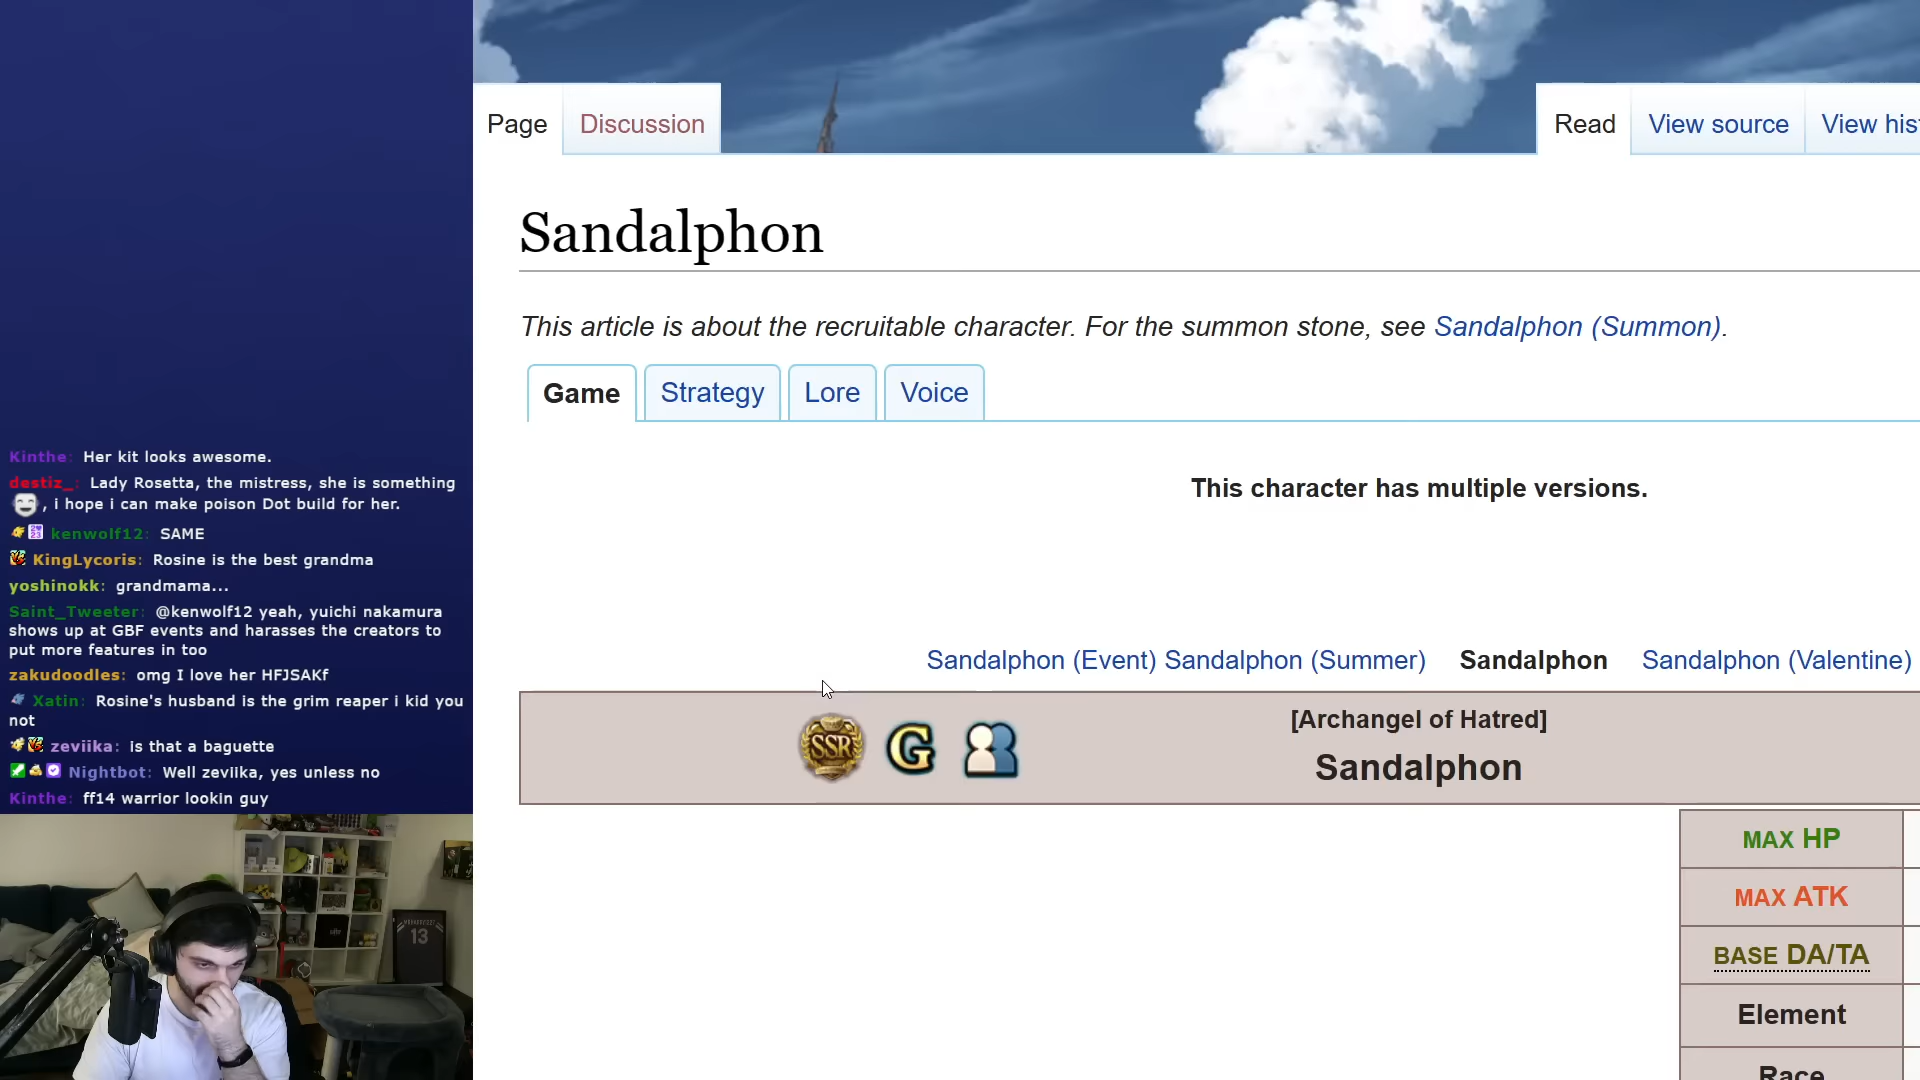 Page
Discussion
Read
View source
View his
Sandalphon
This article is about the recruitable character. For the summon stone, see Sandalphon (Summon).
Game
Strategy
Lore
Voice
This character has multiple versions.
Sandalphon (Event) Sandalphon (Summer) Sandalphon Sandalphon (Valentine)
SSR
G
[Archangel of Hatred]
Sandalphon
MAX HP
MAX ATK
BASE DA/TA
Element
Race
Kinthe: Her kit looks awesome.
destiz_: Lady Rosetta, the mistress, she is something
, i hope i can make poison Dot build for her.
kenwolf12: SAME
KingLycoris: Rosine is the best grandma
yoshinokk: grandmama...
Saint_Tweeter: @kenwolf12 yeah, yuichi nakamura
shows up at GBF events and harasses the creators to
put more features in too
zakudoodles: omg I love her HFJSAKf
Xatin: Rosine's husband is the grim reaper i kid you
not
zeviika: is that a baguette
Nightbot: Well zeviika, yes unless no
Kinthe: ff14 warrior lookin guy
13